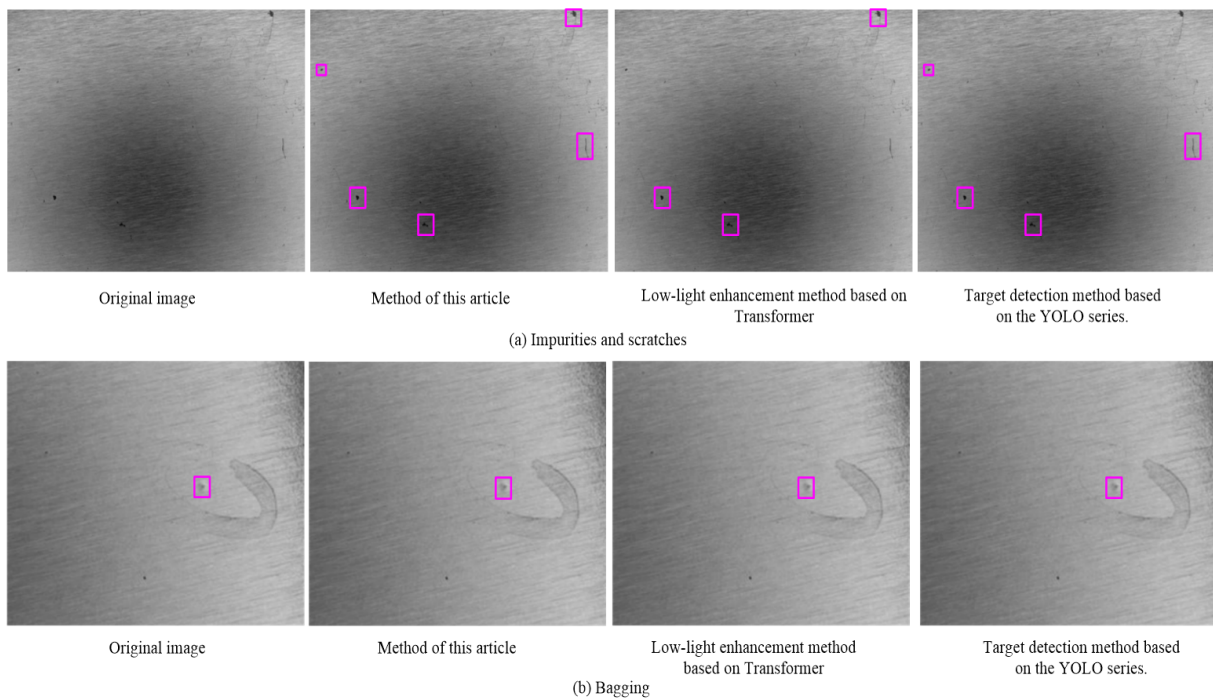 Original image
Method of this article
Low-light enhancement method based on
Transformer
Target detection method based
on the YOLO series.
(a) Impurities and scratches
Original image
Method of this article
Low-light enhancement method
based on Transformer
Target detection method based
on the YOLO series.
(b) Bagging